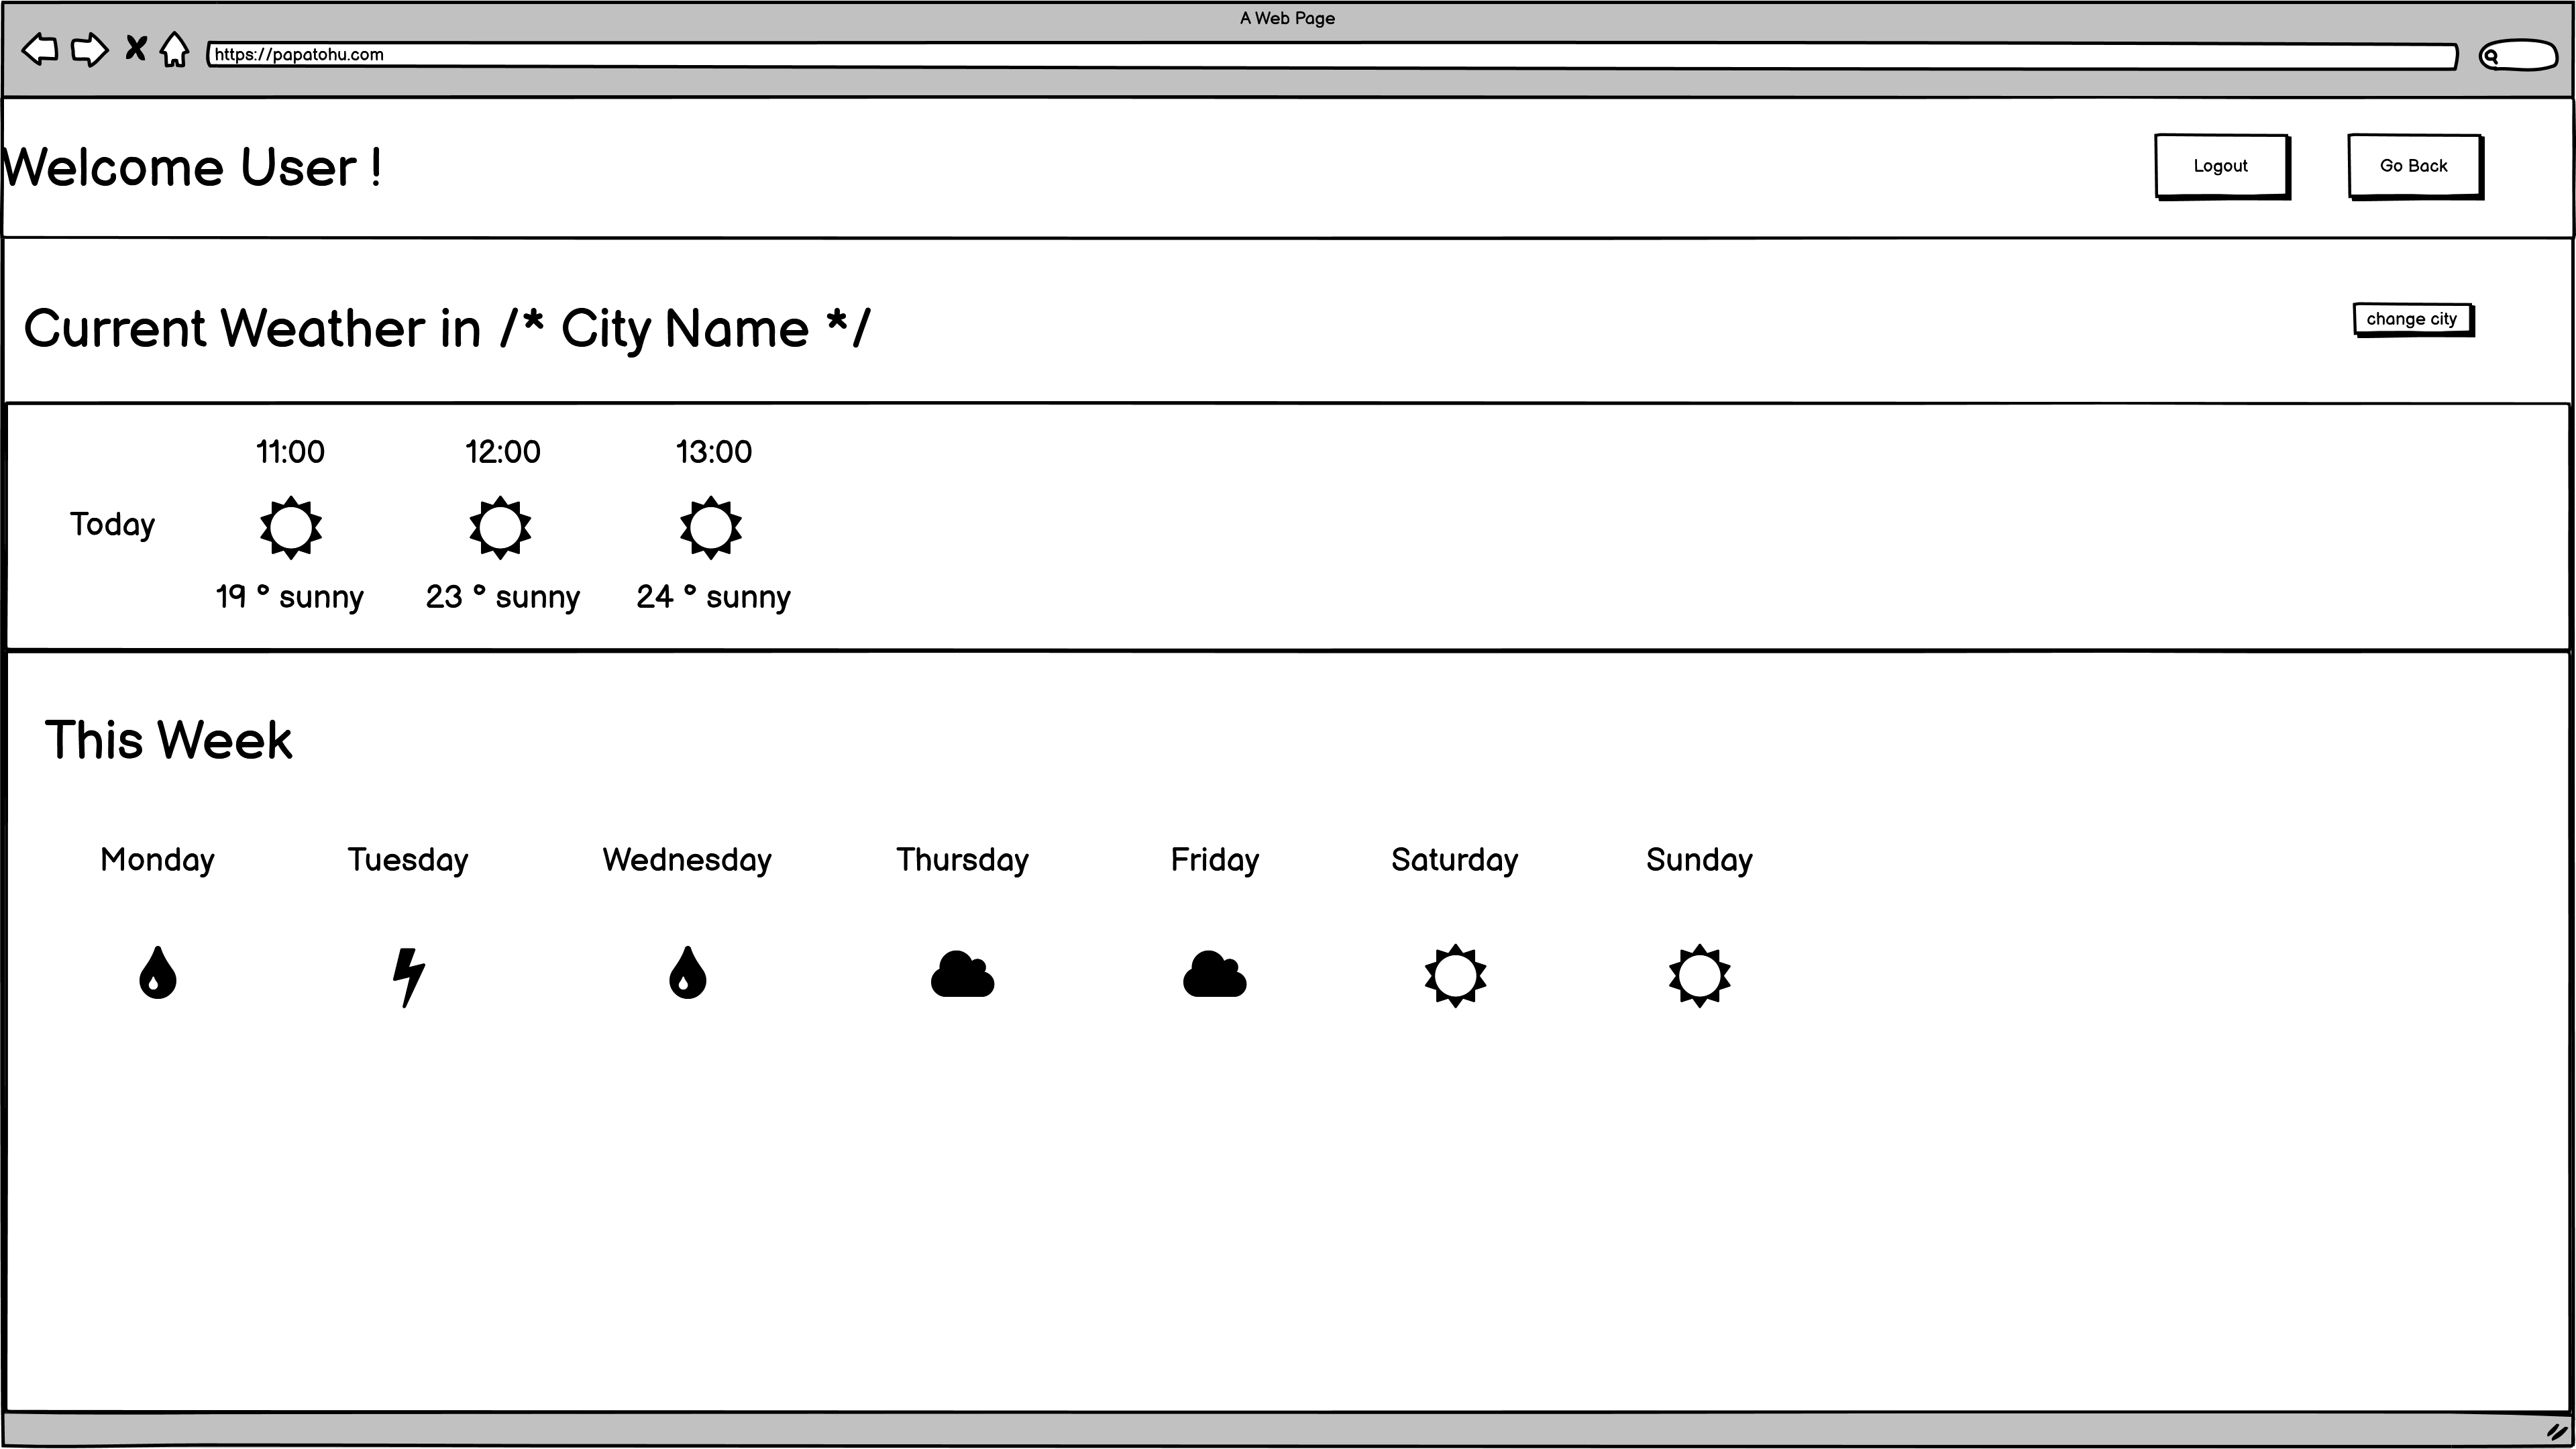 A Web Page
https://papatohu.com
Welcome User !
Logout
Go Back
Current Weather in /* City Name */
change city
11:00 12:00 13:00
Today
19 ° sunny 23 ° sunny 24 ° sunny
This Week
Monday Tuesday Wednesday Thursday Friday Saturday Sunday